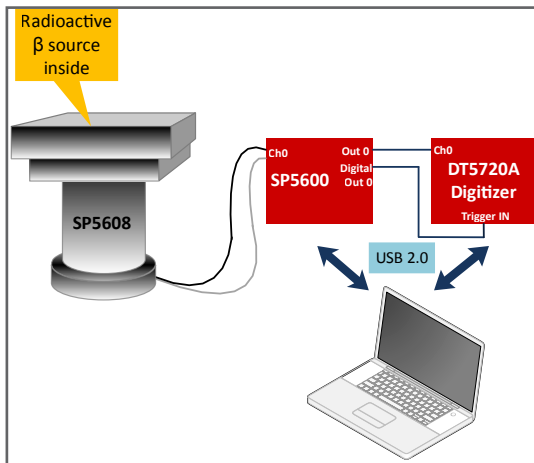 Radioactive
β source
inside
SP5608
Ch0
Out 0
SP5600
Digital
Out 0
Ch0
DT5720A
Digitizer
Trigger IN
USB 2.0